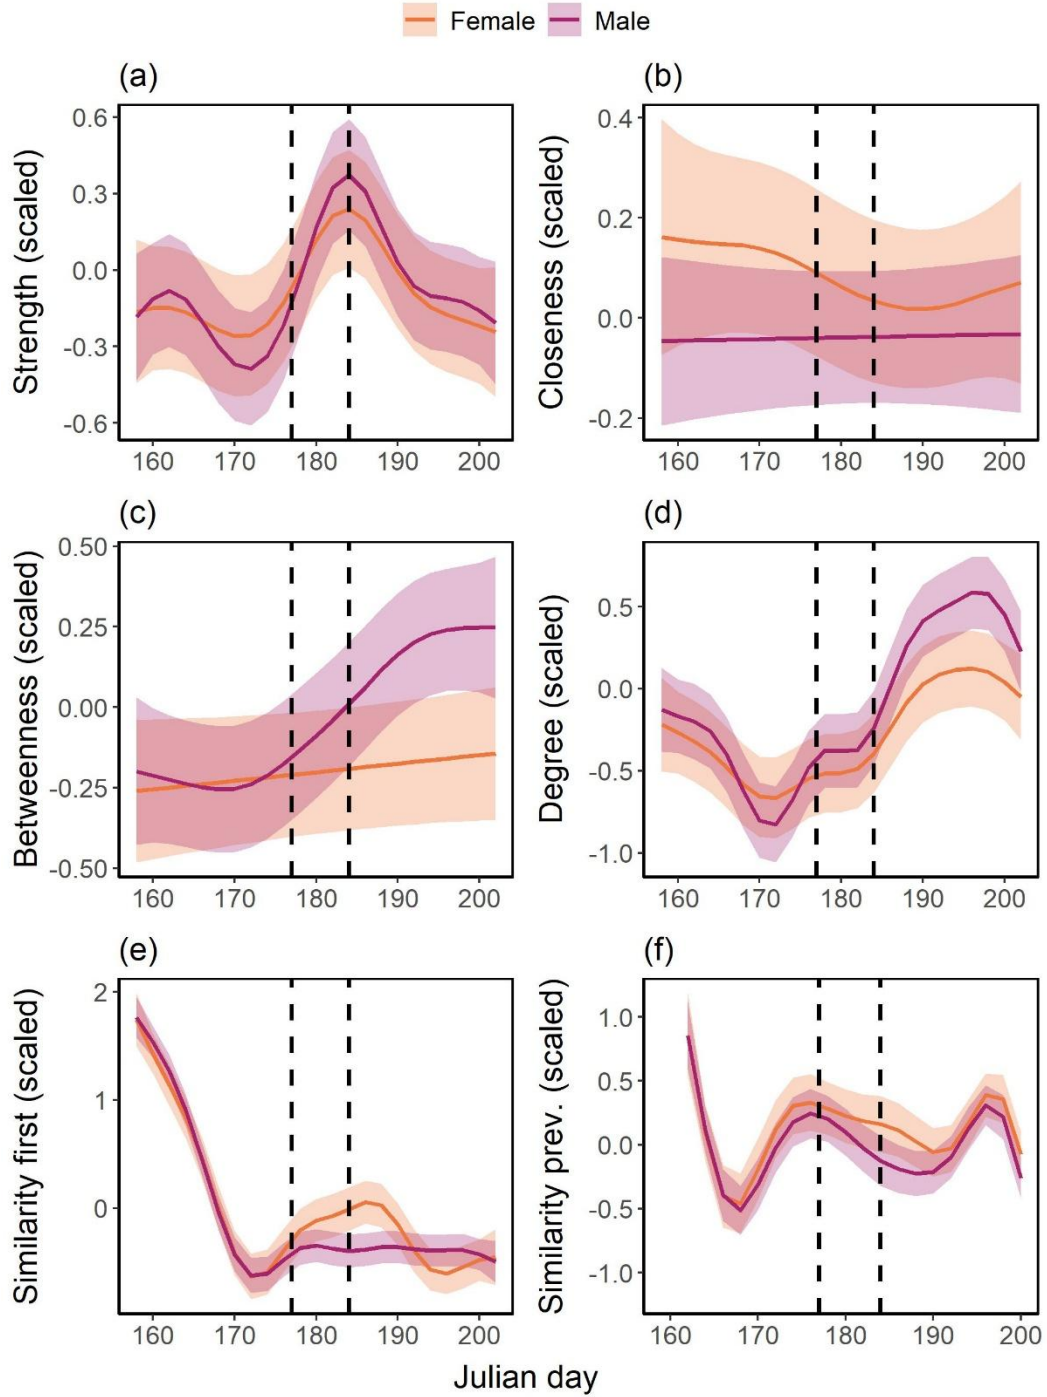 Female Male
(a)
Strength (scaled)
0.6
0.3
0.0
-0.3
-0.6
160 170 180 190 200
(b)
Closeness (scaled)
0.4
0.2
0.0
-0.2
160 170 180 190 200
(c)
Betweenness (scaled)
0.50
0.25
0.00
-0.25
-0.50
160 170 180 190 200
(d)
Degree (scaled)
0.5
0.0
-0.5
-1.0
160 170 180 190 200
(e)
Similarity first (scaled)
2
1
0
160 170 180 190 200
(f)
Similarity prev. (scaled)
1.0
0.5
0.0
-0.5
-1.0
160 170 180 190 200
Julian day